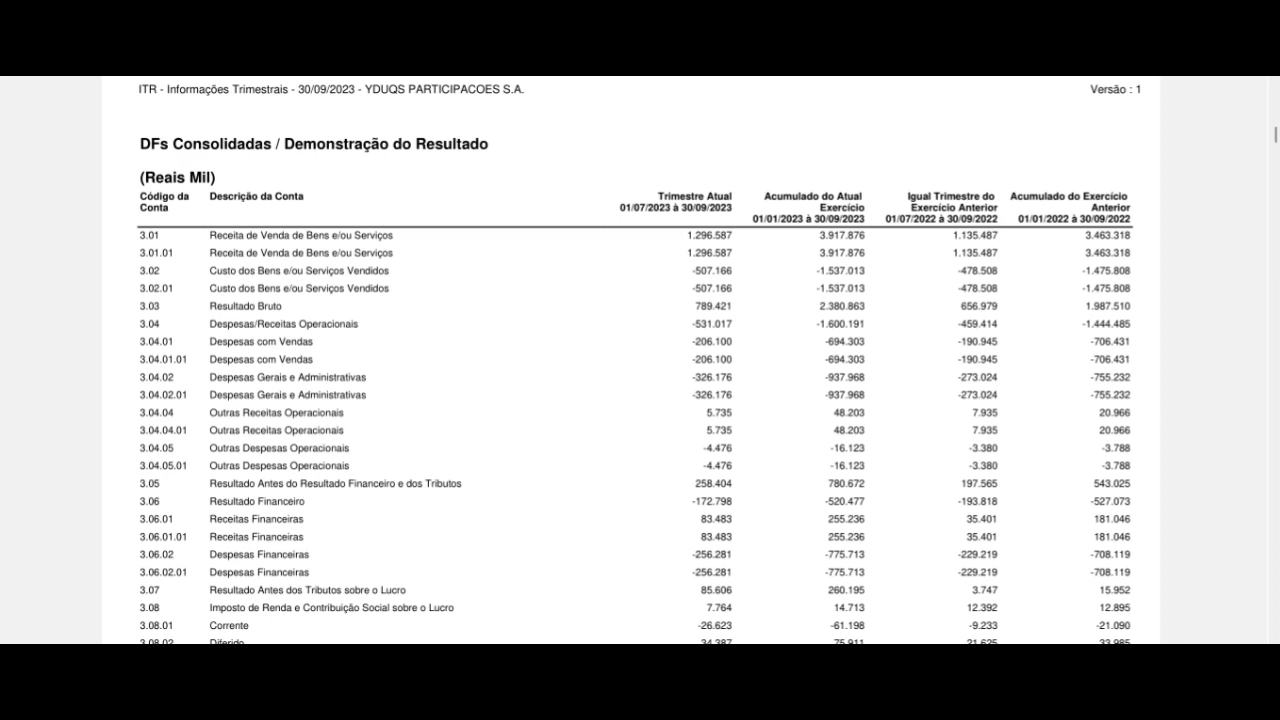 ITR - Informações Trimestrais - 30/09/2023 - YDUQS PARTICIPACOES S.A. Versão : 1
DFs Consolidadas / Demonstração do Resultado
(Reais Mil)
Código da Conta Descrição da Conta Trimestre Atual 01/07/2023 à 30/09/2023 Acumulado do Atual Exercício 01/01/2023 à 30/09/2023 Igual Trimestre do Exercício Anterior 01/07/2022 à 30/09/2022 Acumulado do Exercício Anterior 01/01/2022 à 30/09/2022
3.01 Receita de Venda de Bens e/ou Serviços 1.296.587 3.917.876 1.135.487 3.463.318
3.01.01 Receita de Venda de Bens e/ou Serviços 1.296.587 3.917.876 1.135.487 3.463.318
3.02 Custo dos Bens e/ou Serviços Vendidos -507.166 -1.537.013 -478.508 -1.475.808
3.02.01 Custo dos Bens e/ou Serviços Vendidos -507.166 -1.537.013 -478.508 -1.475.808
3.03 Resultado Bruto 789.421 2.380.863 656.979 1.987.510
3.04 Despesas/Receitas Operacionais -531.017 -1.600.191 -459.414 -1.444.485
3.04.01 Despesas com Vendas -206.100 -694.303 -190.945 -706.431
3.04.01.01 Despesas com Vendas -206.100 -694.303 -190.945 -706.431
3.04.02 Despesas Gerais e Administrativas -326.176 -937.968 -273.024 -755.232
3.04.02.01 Despesas Gerais e Administrativas -326.176 -937.968 -273.024 -755.232
3.04.04 Outras Receitas Operacionais 5.735 48.203 7.935 20.966
3.04.04.01 Outras Receitas Operacionais 5.735 48.203 7.935 20.966
3.04.05 Outras Despesas Operacionais -4.476 -16.123 -3.380 -3.788
3.04.05.01 Outras Despesas Operacionais -4.476 -16.123 -3.380 -3.788
3.05 Resultado Antes do Resultado Financeiro e dos Tributos 258.404 780.672 197.565 543.025
3.06 Resultado Financeiro -172.798 -520.477 -193.818 -527.073
3.06.01 Receitas Financeiras 83.483 255.236 35.401 181.046
3.06.01.01 Receitas Financeiras 83.483 255.236 35.401 181.046
3.06.02 Despesas Financeiras -256.281 -775.713 -229.219 -708.119
3.06.02.01 Despesas Financeiras -256.281 -775.713 -229.219 -708.119
3.07 Resultado Antes dos Tributos sobre o Lucro 85.606 260.195 3.747 15.952
3.08 Imposto de Renda e Contribuição Social sobre o Lucro 7.764 14.713 12.392 12.895
3.08.01 Corrente -26.623 -61.198 -9.233 -21.090
3.08.02 Diferido 34.387 75.911 21.625 33.985